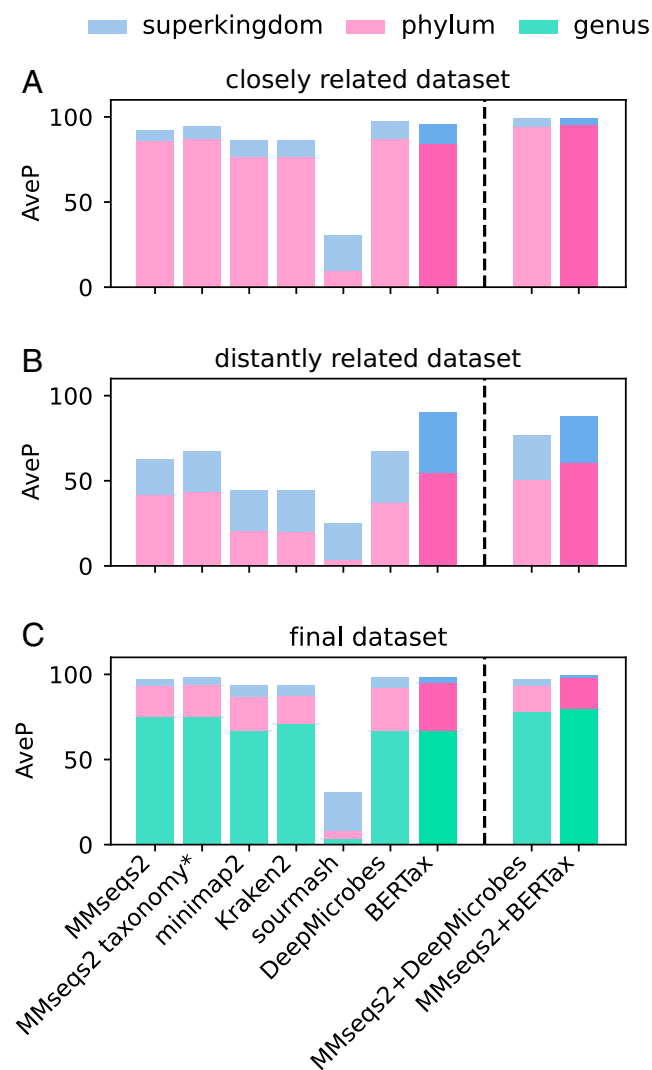 superkingdom phylum genus
A closely related dataset
100
AveP
50
0
B distantly related dataset
100
AveP
50
0
C final dataset
100
AveP
50
0
MMseqs2
MMseqs2 taxonomy*
minimap2
Kraken2
sourmash
DeepMicrobes
BERTax
MMseqs2+DeepMicrobes
MMseqs2+BERTax